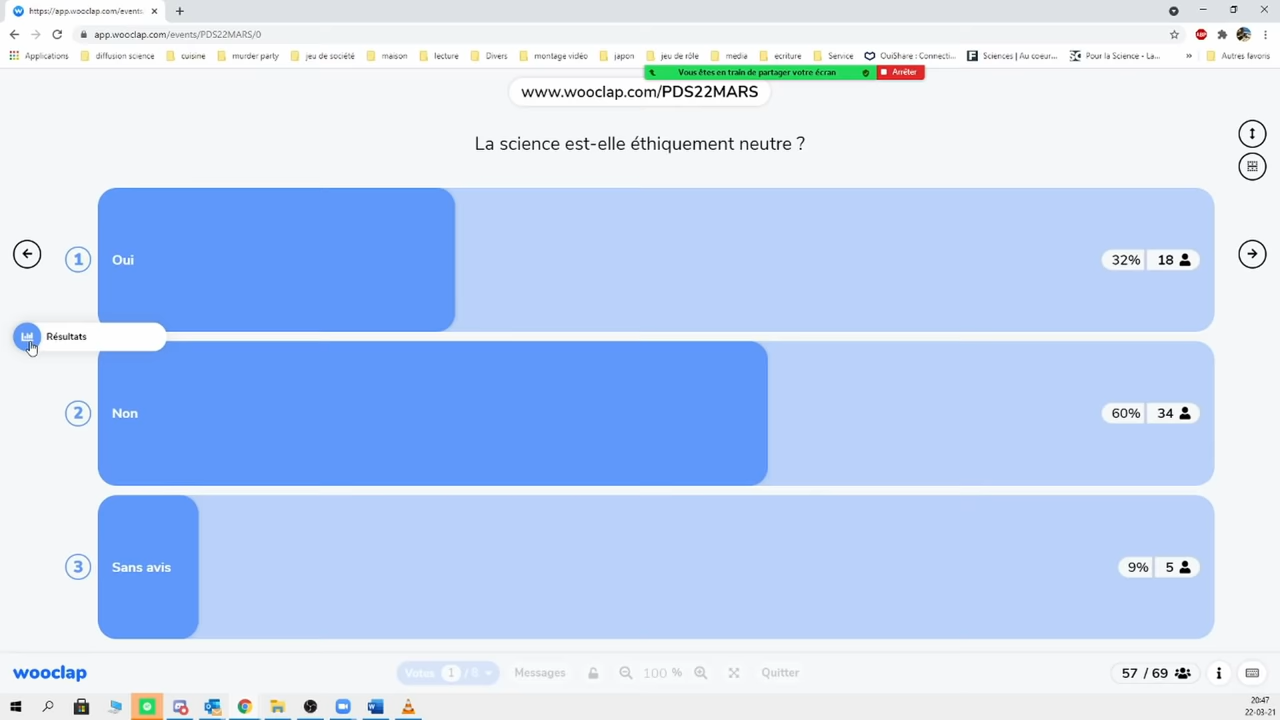 https://app.wooclap.com/events
app.wooclap.com/events/PDS22MARS/0
Applications diffusion science cuisine murder party jeu de société maison lecture Divers montage vidéo japon jeu de rôle media ecriture Service OuiShare : Connecti... Sciences | Au coeur... Pour la Science - La... » Autres favoris
Vous êtes en train de partager votre écran Arrêter
www.wooclap.com/PDS22MARS
La science est-elle éthiquement neutre ?
1 Oui 32% 18
Résultats
2 Non 60% 34
3 Sans avis 9% 5
wooclap Votes 1 Messages 100 % Quitter 57 / 69
20:47
22-03-21